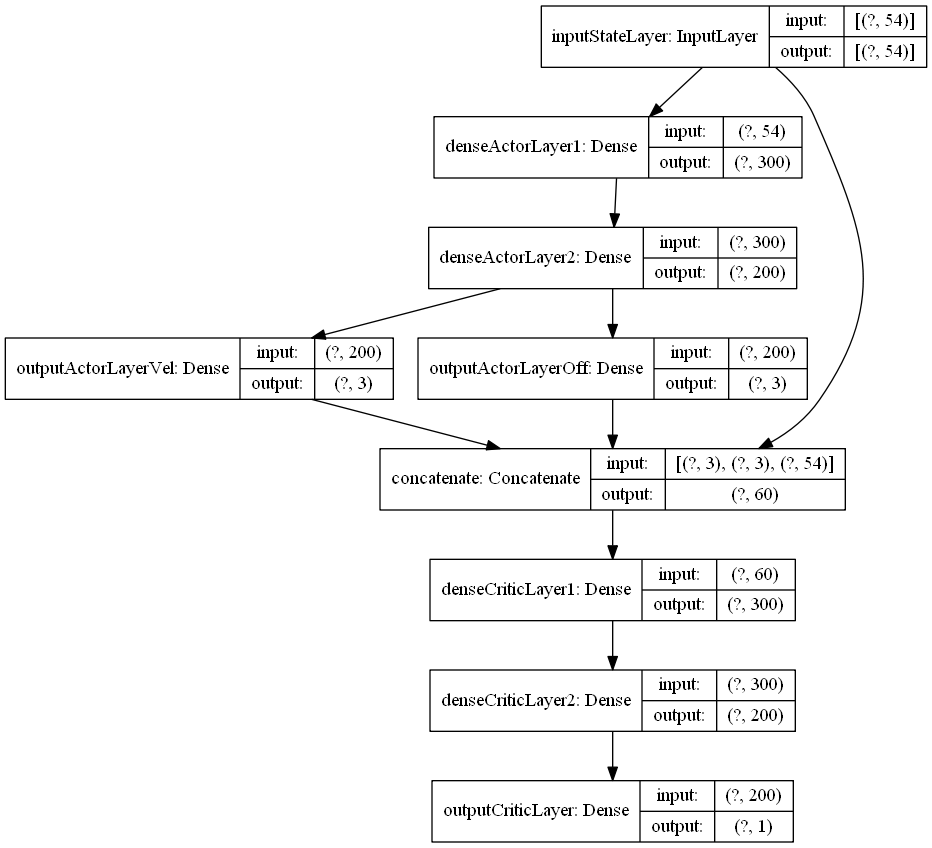 inputStateLayer: InputLayer
input: [(?, 54)]
output: [(?, 54)]
denseActorLayer1: Dense
input: (?, 54)
output: (?, 300)
denseActorLayer2: Dense
input: (?, 300)
output: (?, 200)
outputActorLayerVel: Dense
input: (?, 200)
output: (?, 3)
outputActorLayerOff: Dense
input: (?, 200)
output: (?, 3)
concatenate: Concatenate
input: [(?, 3), (?, 3), (?, 54)]
output: (?, 60)
denseCriticLayer1: Dense
input: (?, 60)
output: (?, 300)
denseCriticLayer2: Dense
input: (?, 300)
output: (?, 200)
outputCriticLayer: Dense
input: (?, 200)
output: (?, 1)